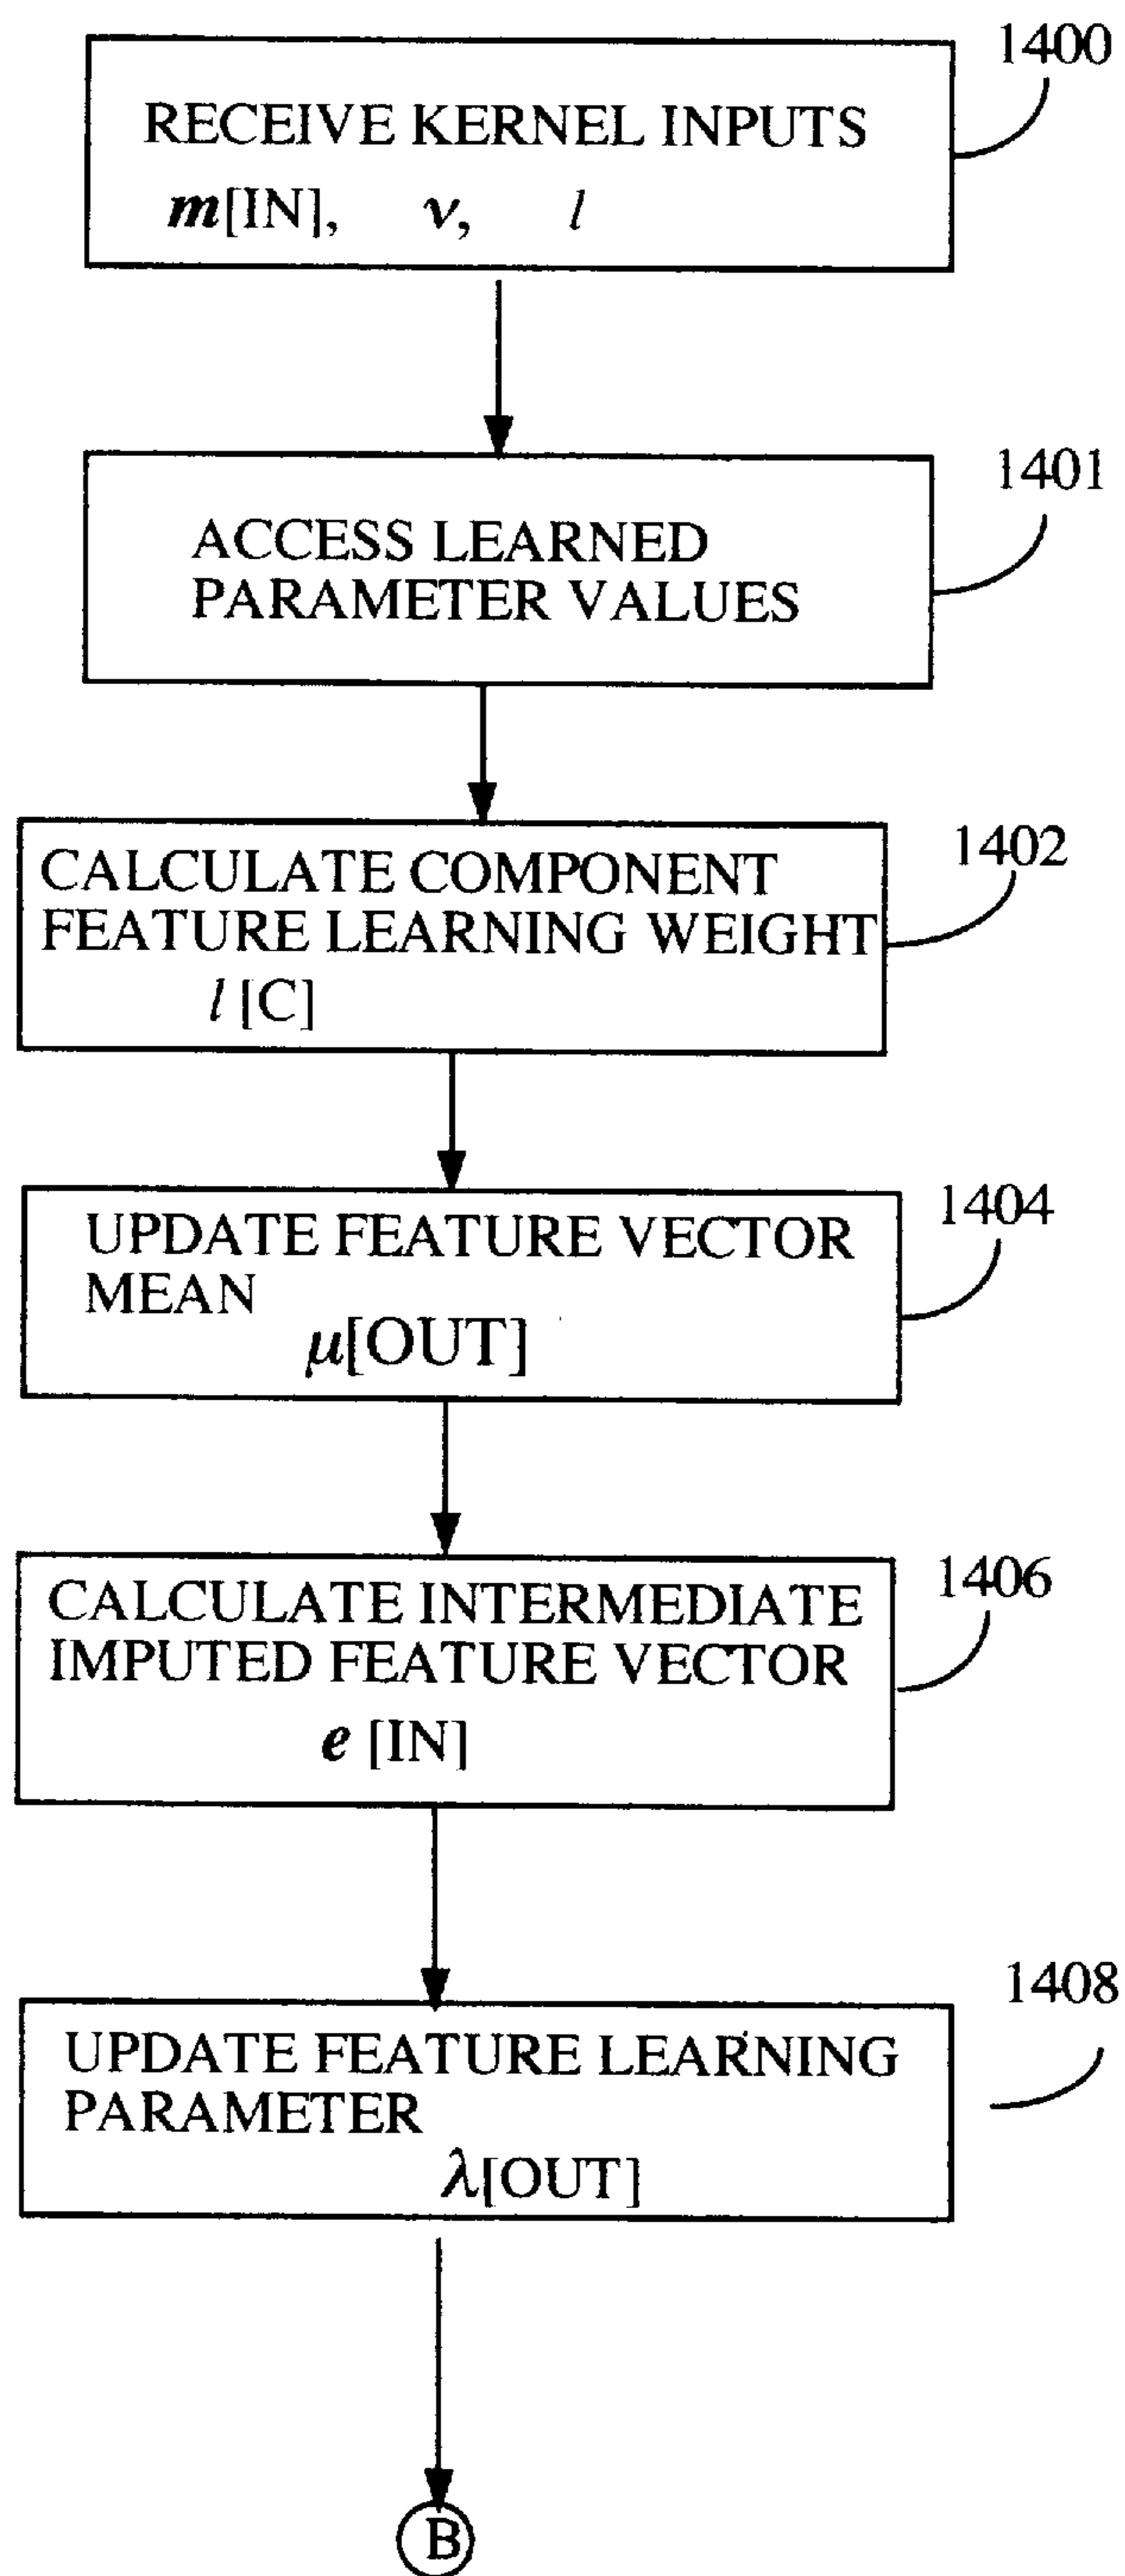 1400
RECEIVE KERNEL INPUTS
m[IN], ν, l
1401
ACCESS LEARNED
PARAMETER VALUES
1402
CALCULATE COMPONENT
FEATURE LEARNING WEIGHT
l [C]
1404
UPDATE FEATURE VECTOR
MEAN
μ[OUT]
1406
CALCULATE INTERMEDIATE
IMPUTED FEATURE VECTOR
e [IN]
1408
UPDATE FEATURE LEARNING
PARAMETER
λ[OUT]
B